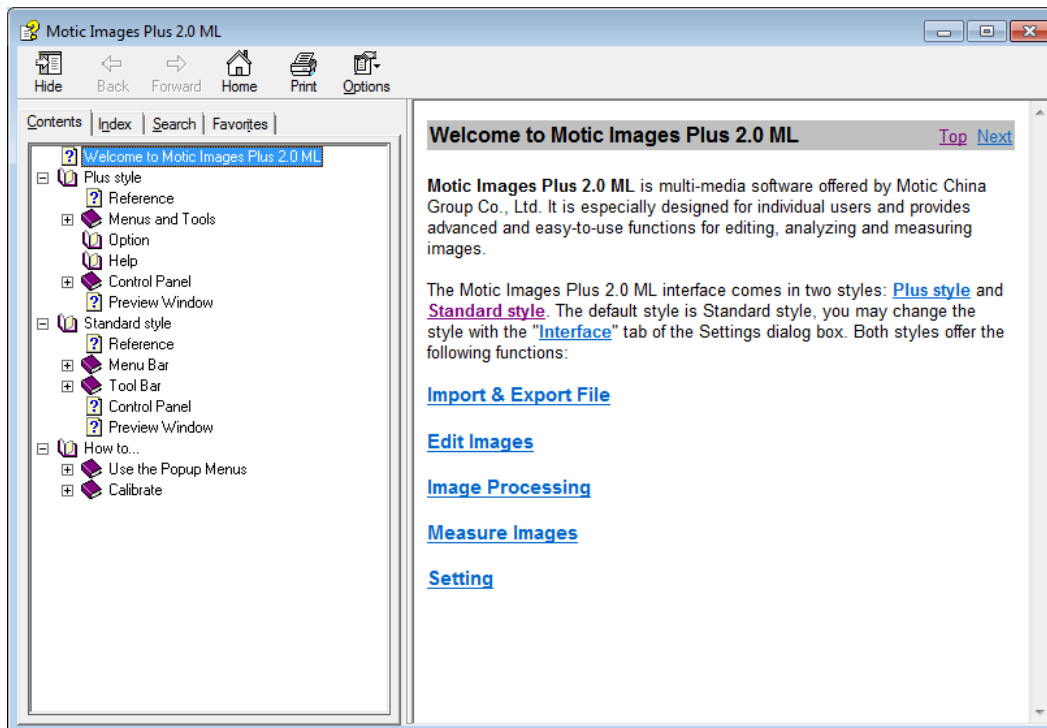 Motic Images Plus 2.0 ML
Hide Back Forward Home Print Options
Contents Index Search Favorites
Welcome to Motic Images Plus 2.0 ML
Plus style
Reference
Menus and Tools
Option
Help
Control Panel
Preview Window
Standard style
Reference
Menu Bar
Tool Bar
Control Panel
Preview Window
How to...
Use the Popup Menus
Calibrate
Welcome to Motic Images Plus 2.0 ML Top Next
Motic Images Plus 2.0 ML is multi-media software offered by Motic China
Group Co., Ltd. It is especially designed for individual users and provides
advanced and easy-to-use functions for editing, analyzing and measuring
images.
The Motic Images Plus 2.0 ML interface comes in two styles: Plus style and
Standard style. The default style is Standard style, you may change the
style with the "Interface" tab of the Settings dialog box. Both styles offer the
following functions:
Import & Export File
Edit Images
Image Processing
Measure Images
Setting